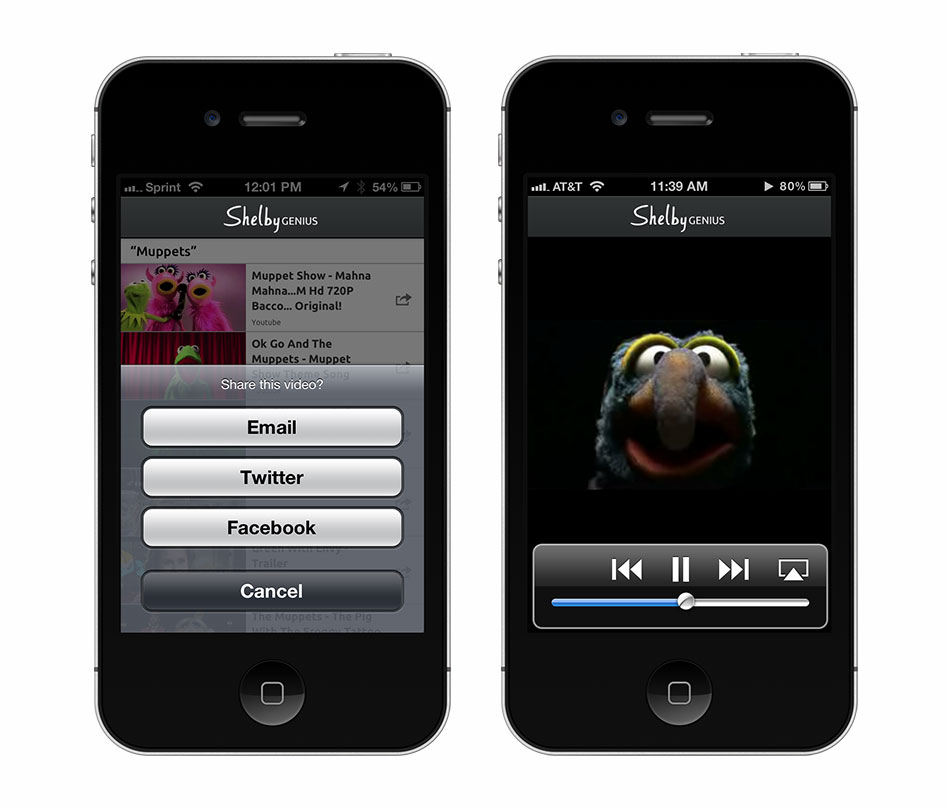 Sprint 12:01 PM 54%
Shelby GENIUS
“Muppets”
Muppet Show - Mahna
Mahna...M Hd 720P
Bacco... Original!
Youtube
Ok Go And The
Muppets - Muppet
Show Theme Song
Share this video?
Email
Twitter
Facebook
Green With Envy -
Trailer
Cancel
The Muppets - The Pig
With The Froggy Tattoo
AT&T 11:39 AM 80%
Shelby GENIUS